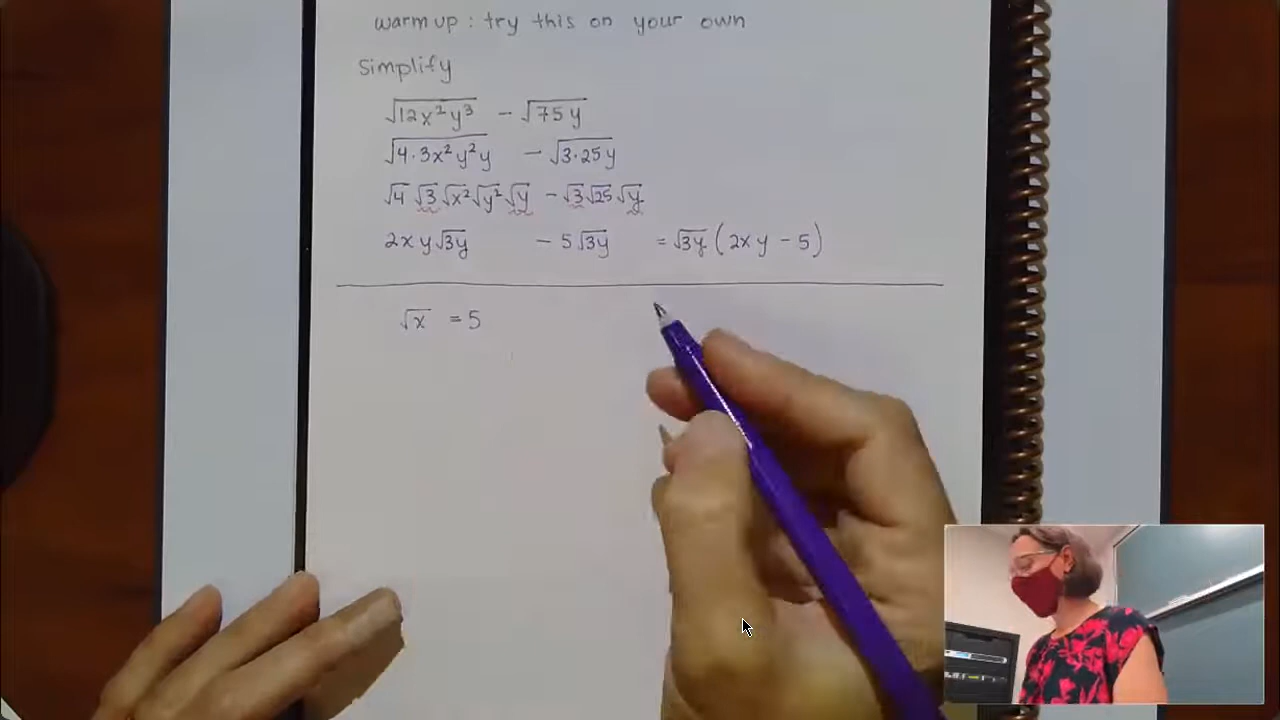 warm up : try this on your own
Simplify
√12x²y³ - √75y
√4·3x²y²y - √3·25y
√4 √3 √x² √y² √y - √3 √25 √y
2xy√3y - 5√3y = √3y (2xy - 5)
√x = 5